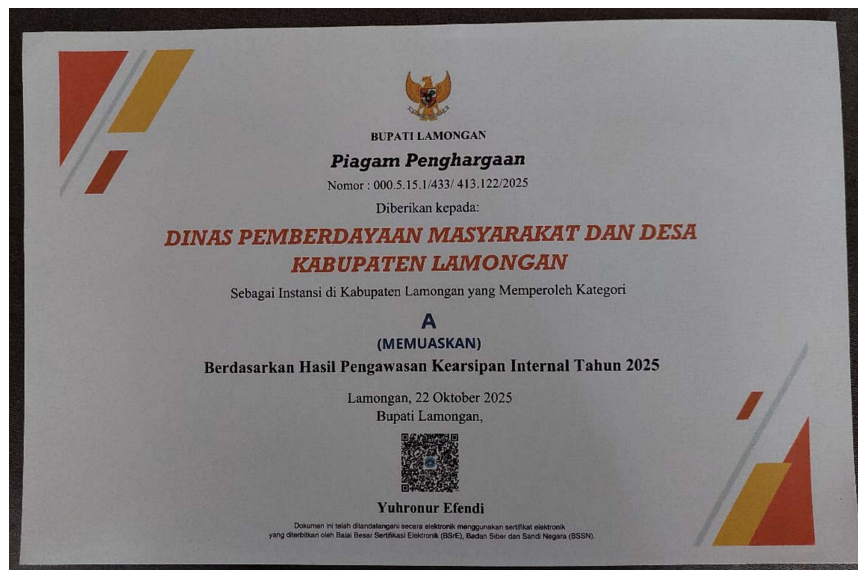 BUPATI LAMONGAN
Piagam Penghargaan
Nomor : 000.5.15.1/433/ 413.122/2025
Diberikan kepada:
DINAS PEMBERDAYAAN MASYARAKAT DAN DESA
KABUPATEN LAMONGAN
Sebagai Instansi di Kabupaten Lamongan yang Memperoleh Kategori
A
(MEMUASKAN)
Berdasarkan Hasil Pengawasan Kearsipan Internal Tahun 2025
Lamongan, 22 Oktober 2025
Bupati Lamongan,
Yuhronur Efendi
Dokumen ini telah ditandatangani secara elektronik menggunakan sertifikat elektronik
yang diterbitkan oleh Balai Besar Sertifikasi Elektronik (BSrE), Badan Siber dan Sandi Negara (BSSN).